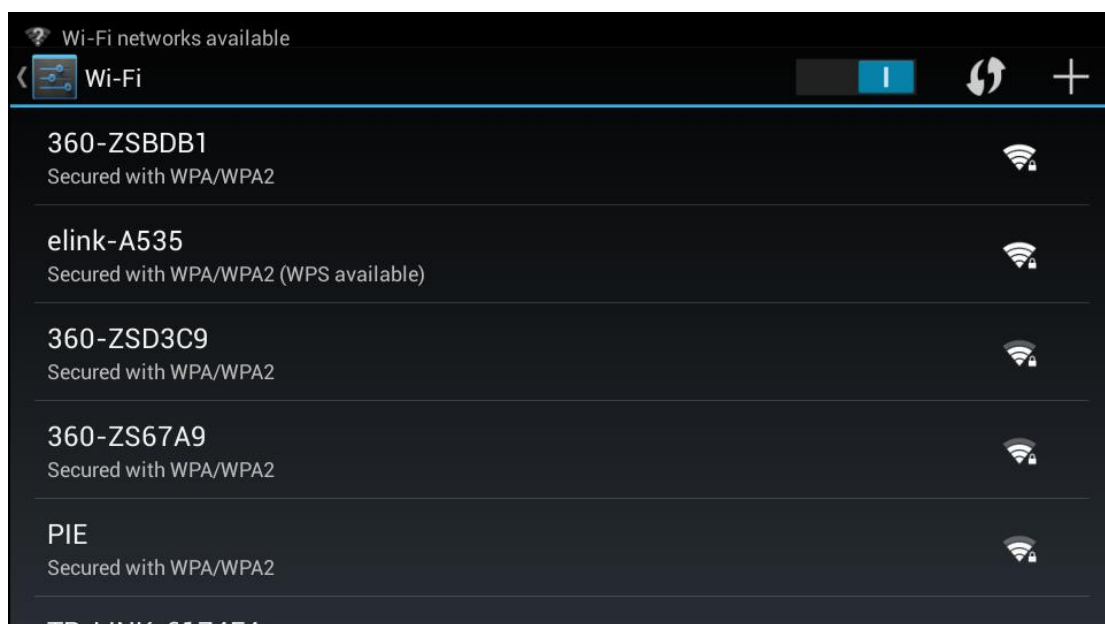 Wi-Fi networks available
Wi-Fi
360-ZSBDB1
Secured with WPA/WPA2
elink-A535
Secured with WPA/WPA2 (WPS available)
360-ZSD3C9
Secured with WPA/WPA2
360-ZS67A9
Secured with WPA/WPA2
PIE
Secured with WPA/WPA2